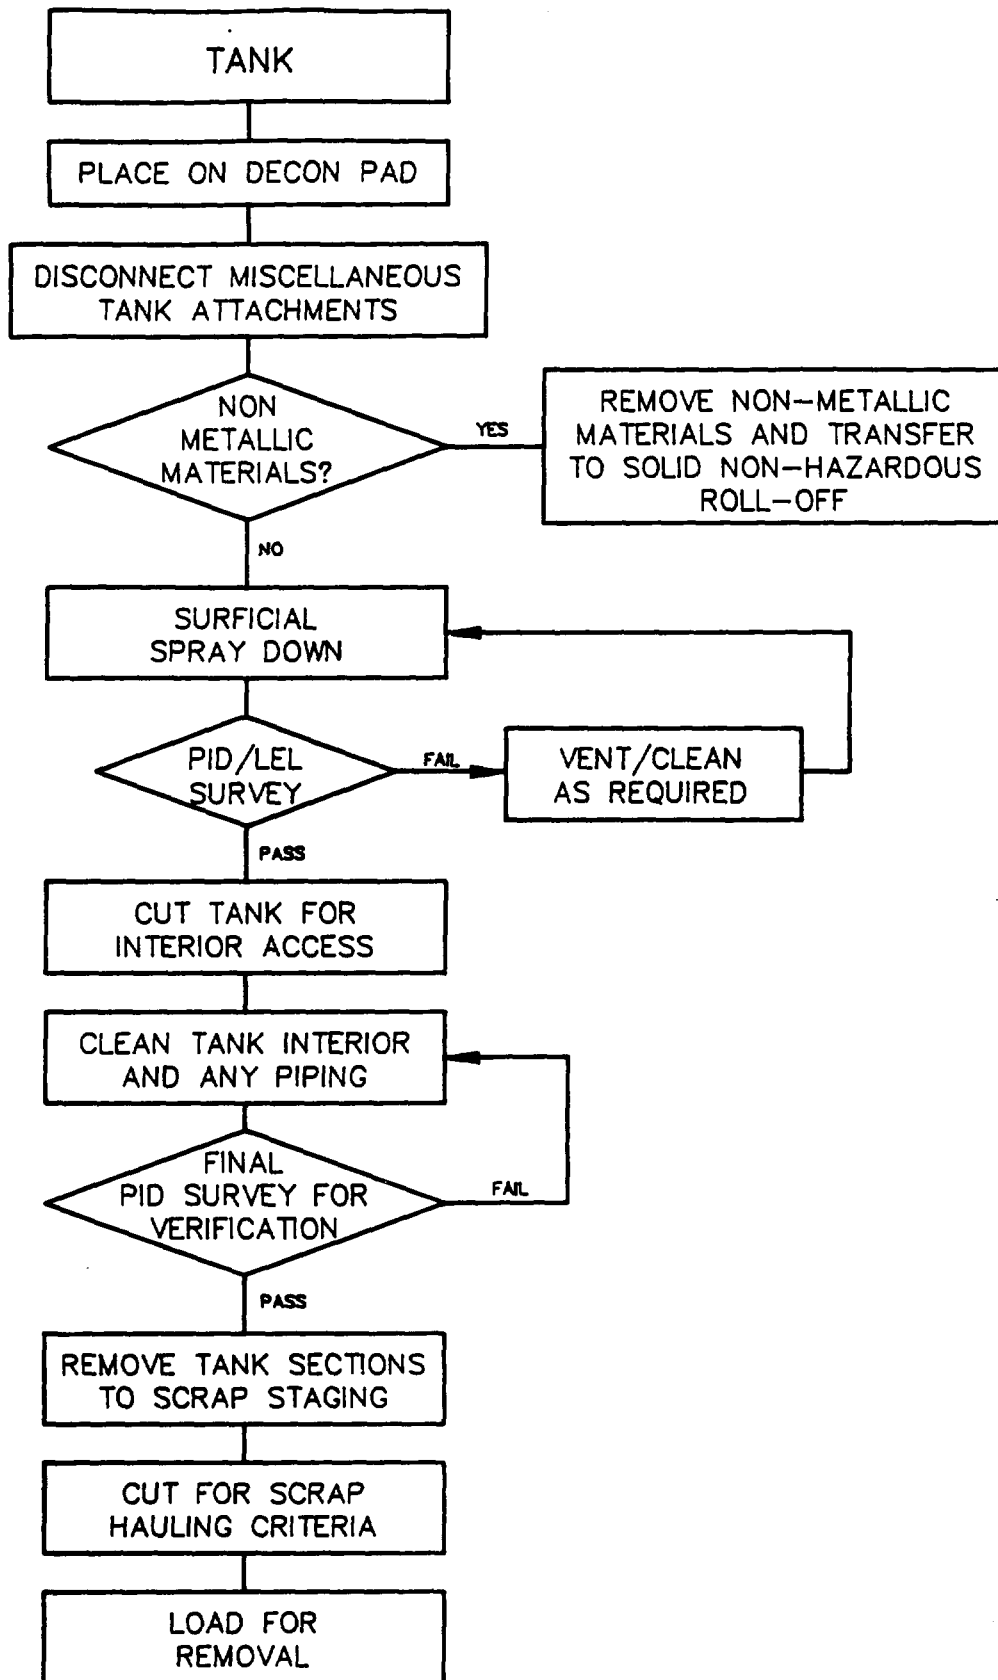 TANK
PLACE ON DECON PAD
DISCONNECT MISCELLANEOUS
TANK ATTACHMENTS
NON
METALLIC
MATERIALS?
YES
REMOVE NON-METALLIC
MATERIALS AND TRANSFER
TO SOLID NON-HAZARDOUS
ROLL-OFF
NO
SURFICIAL
SPRAY DOWN
PID/LEL
SURVEY
FAIL
VENT/CLEAN
AS REQUIRED
PASS
CUT TANK FOR
INTERIOR ACCESS
CLEAN TANK INTERIOR
AND ANY PIPING
FINAL
PID SURVEY FOR
VERIFICATION
FAIL
PASS
REMOVE TANK SECTIONS
TO SCRAP STAGING
CUT FOR SCRAP
HAULING CRITERIA
LOAD FOR
REMOVAL